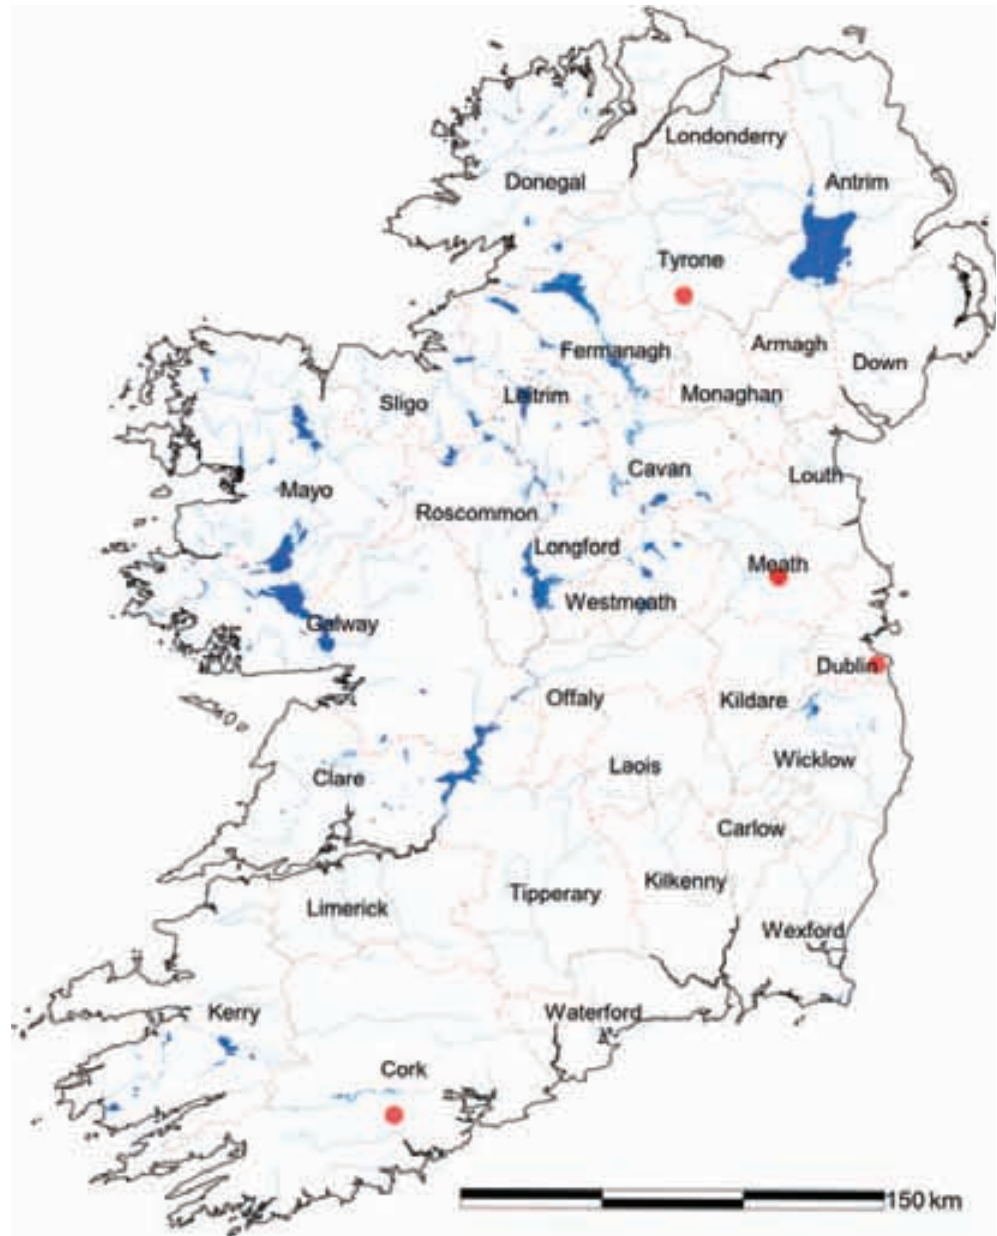 Londonderry
Donegal
Antrim
Tyrone
Fermanagh
Armagh
Down
Sligo
Leitrim
Monaghan
Cavan
Louth
Mayo
Roscommon
Longford
Meath
Westmeath
Galway
Dublin
Offaly
Kildare
Clare
Laois
Wicklow
Carlow
Kilkenny
Tipperary
Limerick
Wexford
Kerry
Waterford
Cork
150 km